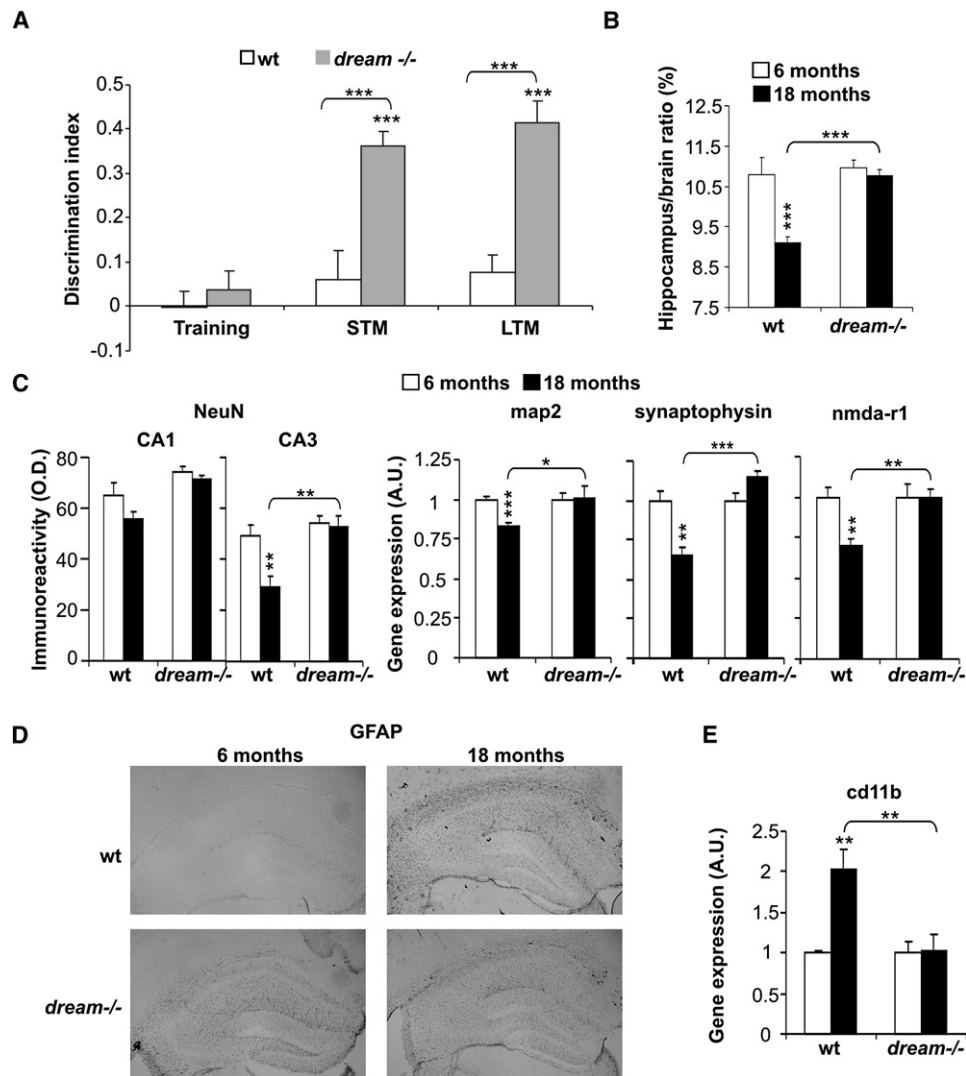 A
wt dream -/-
Discrimination index
0.5
0.4
0.3
0.2
0.1
0
-0.1
*** ***
*** ***
Training STM LTM
B
6 months
18 months
Hippocampus/brain ratio (%)
12.5
11.5
10.5
9.5
8.5
7.5
***
***
wt dream-/-
C
6 months 18 months
NeuN
CA1 CA3
Immunoreactivity (O.D.)
80
60
40
20
0
**
**
wt dream-/- wt dream-/-
map2 synaptophysin nmda-r1
Gene expression (A.U.)
1.25
1
0.75
0.5
0.25
0
* *** **
*** ** **
wt dream-/- wt dream-/- wt dream-/-
D
GFAP
6 months 18 months
wt
dream-/-
E
cd11b
Gene expression (A.U.)
2.5
2
1.5
1
0.5
0
**
**
wt dream-/-